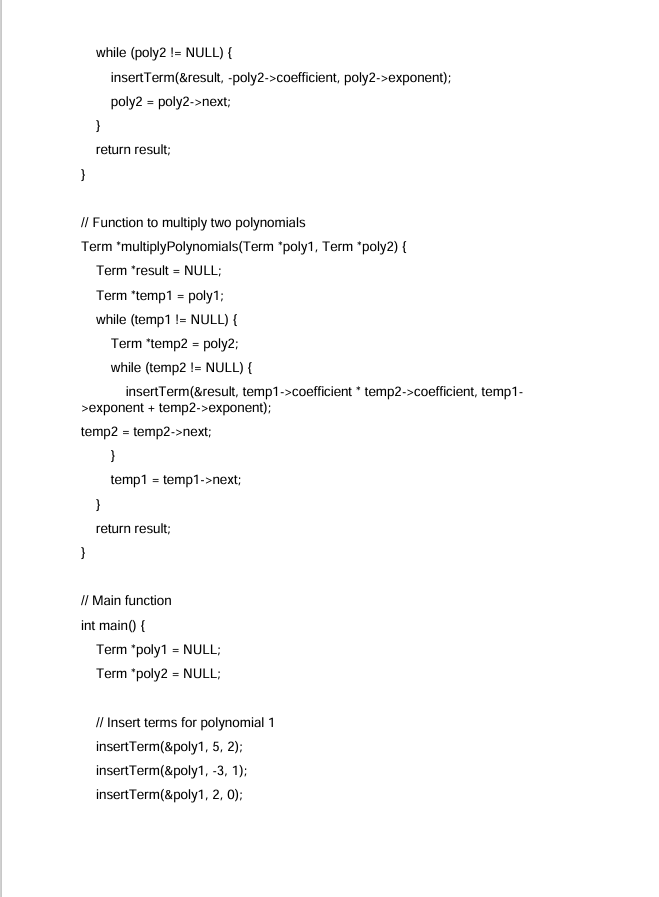 while (poly2 != NULL) {
insertTerm(&result, -poly2->coefficient, poly2->exponent);
poly2 = poly2->next;
}
return result;
}
// Function to multiply two polynomials
Term *multiplyPolynomials(Term *poly1, Term *poly2) {
Term *result = NULL;
Term *temp1 = poly1;
while (temp1 != NULL) {
Term *temp2 = poly2;
while (temp2 != NULL) {
insertTerm(&result, temp1->coefficient * temp2->coefficient, temp1-
>exponent + temp2->exponent);
temp2 = temp2->next;
}
temp1 = temp1->next;
}
return result;
}
// Main function
int main() {
Term *poly1 = NULL;
Term *poly2 = NULL;
// Insert terms for polynomial 1
insertTerm(&poly1, 5, 2);
insertTerm(&poly1, -3, 1);
insertTerm(&poly1, 2, 0);